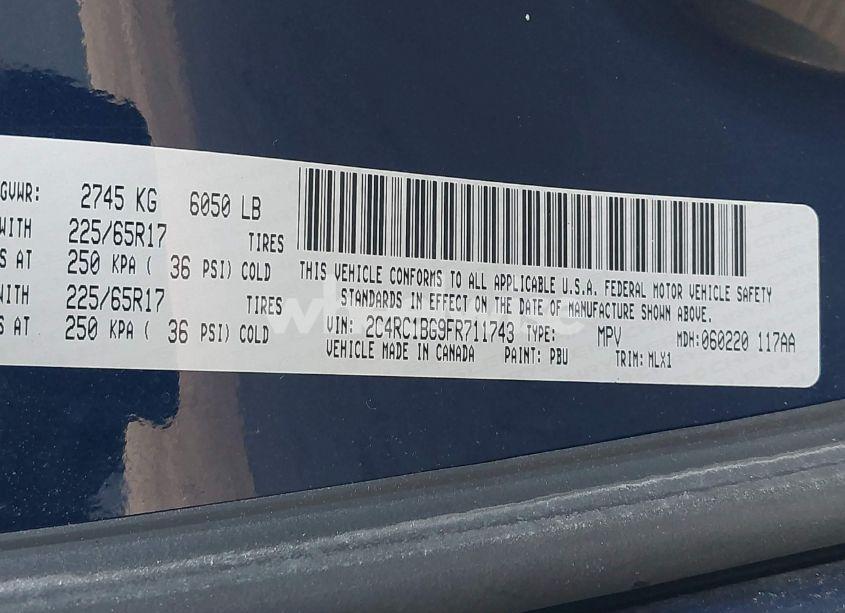 GVWR: 2745 KG 6050 LB
WITH 225/65R17 TIRES
S AT 250 KPA ( 36 PSI) COLD
WITH 225/65R17 TIRES
S AT 250 KPA ( 36 PSI) COLD
THIS VEHICLE CONFORMS TO ALL APPLICABLE U.S.A. FEDERAL MOTOR VEHICLE SAFETY
STANDARDS IN EFFECT ON THE DATE OF MANUFACTURE SHOWN ABOVE.
VIN: 2C4RC1BG9FR711743 TYPE: MPV MDH: 060220 117AA
VEHICLE MADE IN CANADA PAINT: PBU TRIM: MLX1